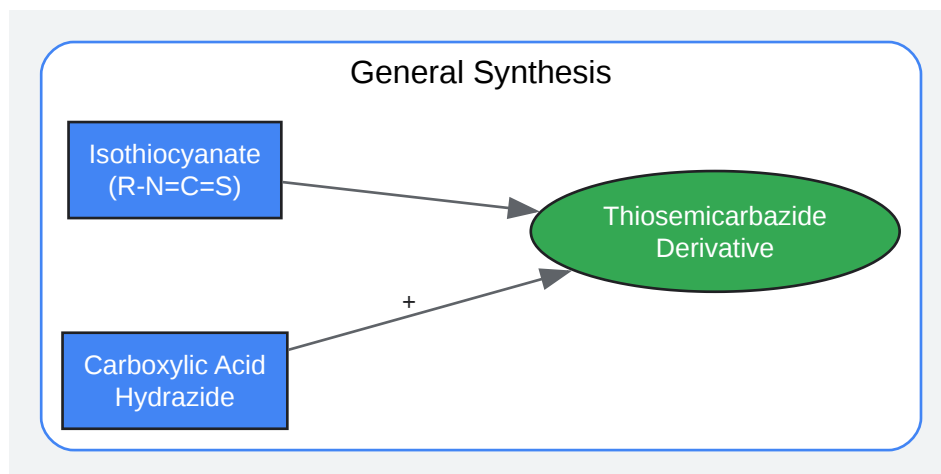 General Synthesis
Isothiocyanate
(R-N=C=S)
Thiosemicarbazide
Derivative
+
Carboxylic Acid
Hydrazide